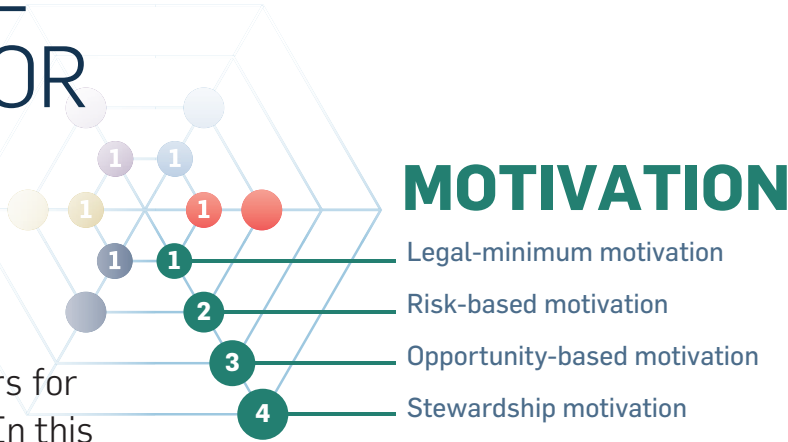 OR
1 1
MOTIVATION
1 1
1 1 Legal-minimum motivation
2 Risk-based motivation
3 Opportunity-based motivation
rs for
4 Stewardship motivation
In this